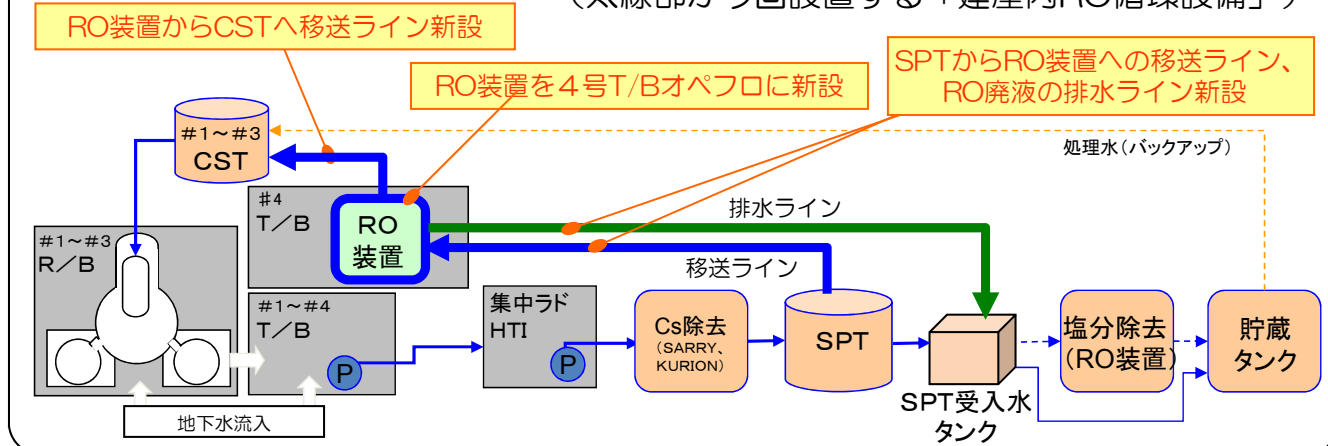 (太線部が今回設置する「建屋内RO循環設備」)
RO装置からCSTへ移送ライン新設
RO装置を4号T/Bオペフロに新設
SPTからRO装置への移送ライン、
RO廃液の排水ライン新設
#1~#3
CST
処理水(バックアップ)
#4
T/B
RO
装置
排水ライン
移送ライン
#1~#3
R/B
#1~#4
T/B
P
集中ラド
HTI
P
Cs除去
(SARRY、
KURION)
SPT
SPT受入水
タンク
塩分除去
(RO装置)
貯蔵
タンク
地下水流入